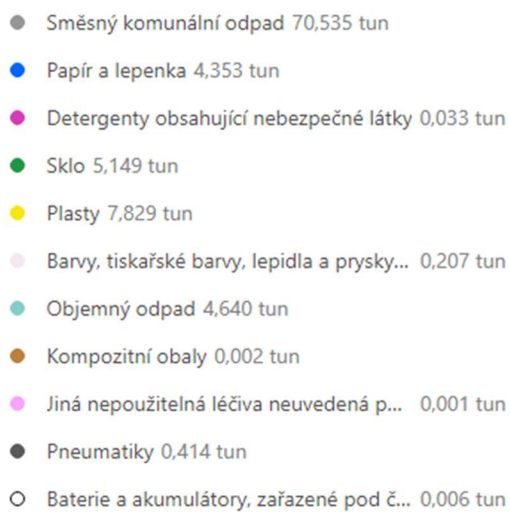 Směsný komunální odpad 70,535 tun
Papír a lepenka 4,353 tun
Detergenty obsahující nebezpečné látky 0,033 tun
Sklo 5,149 tun
Plasty 7,829 tun
Barvy, tiskařské barvy, lepidla a prysky... 0,207 tun
Objemný odpad 4,640 tun
Kompozitní obaly 0,002 tun
Jiná nepoužitelná léčiva neuvedená p... 0,001 tun
Pneumatiky 0,414 tun
Baterie a akumulátory, zařazené pod č... 0,006 tun